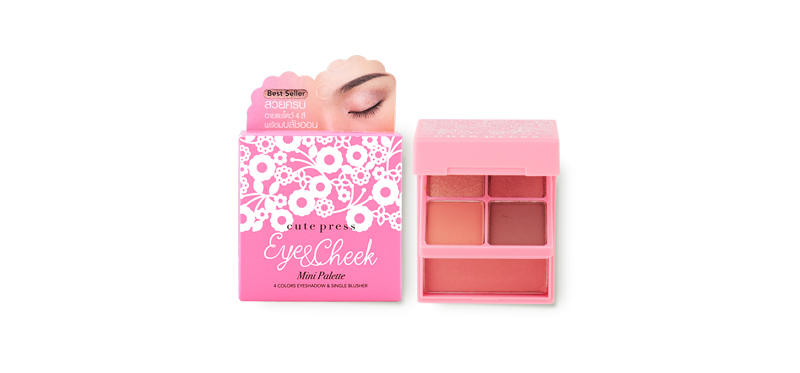 Best Seller
สวยครบ
อายแชโดว์ 4 สี
พร้อมบลัชออน
cute press
Eye&Cheek
Mini Palette
4 COLORS EYESHADOW & SINGLE BLUSHER